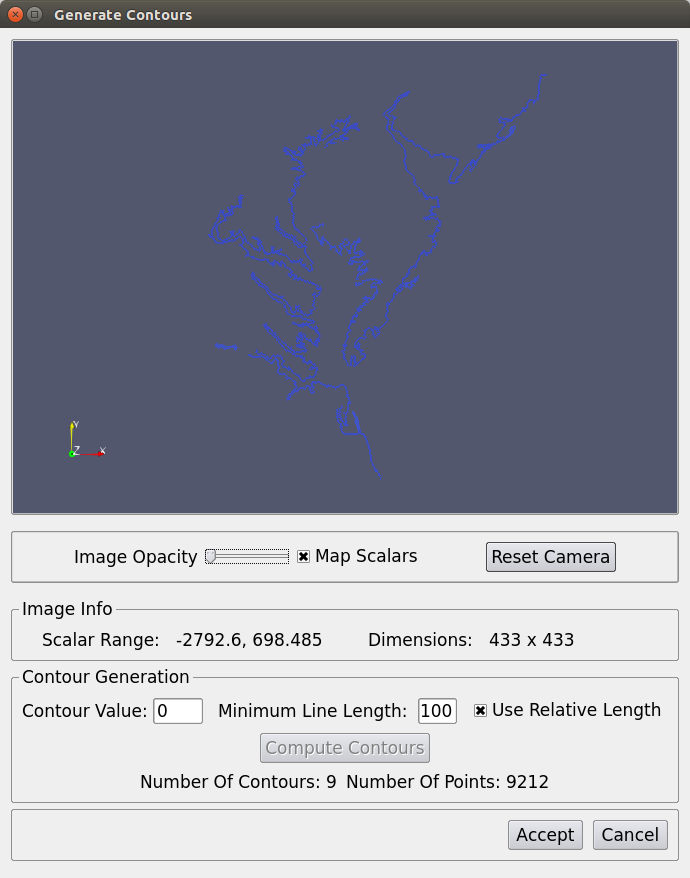 Generate Contours
Y
Z X
Image Opacity Map Scalars Reset Camera
Image Info
Scalar Range: -2792.6, 698.485 Dimensions: 433 x 433
Contour Generation
Contour Value: 0 Minimum Line Length: 100 Use Relative Length
Compute Contours
Number Of Contours: 9 Number Of Points: 9212
Accept Cancel